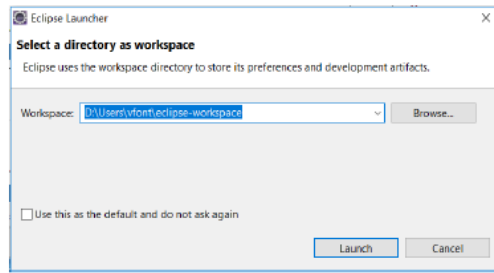 Eclipse Launcher
Select a directory as workspace
Eclipse uses the workspace directory to store its preferences and development artifacts.
Workspace: D:\Users\vfont\eclipse-workspace Browse...
Use this as the default and do not ask again
Launch Cancel